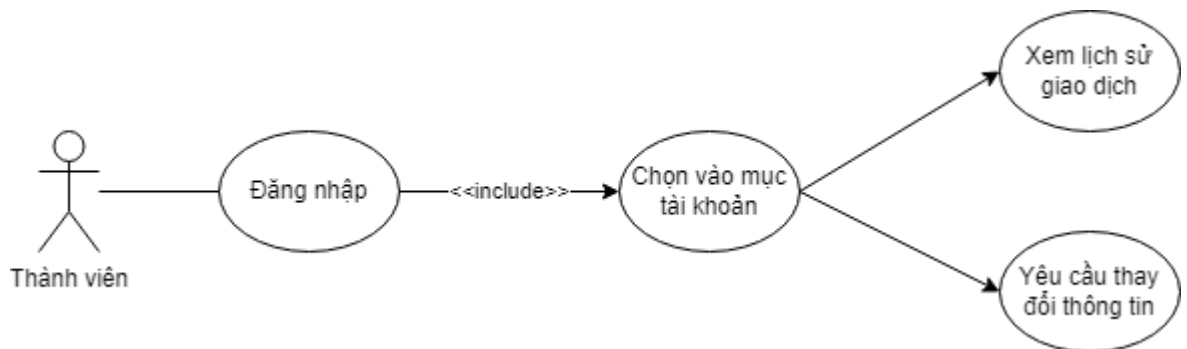 Xem lịch sử
giao dịch
Đăng nhập
<<include>>
Chọn vào mục
tài khoản
Thành viên
Yêu cầu thay
đổi thông tin